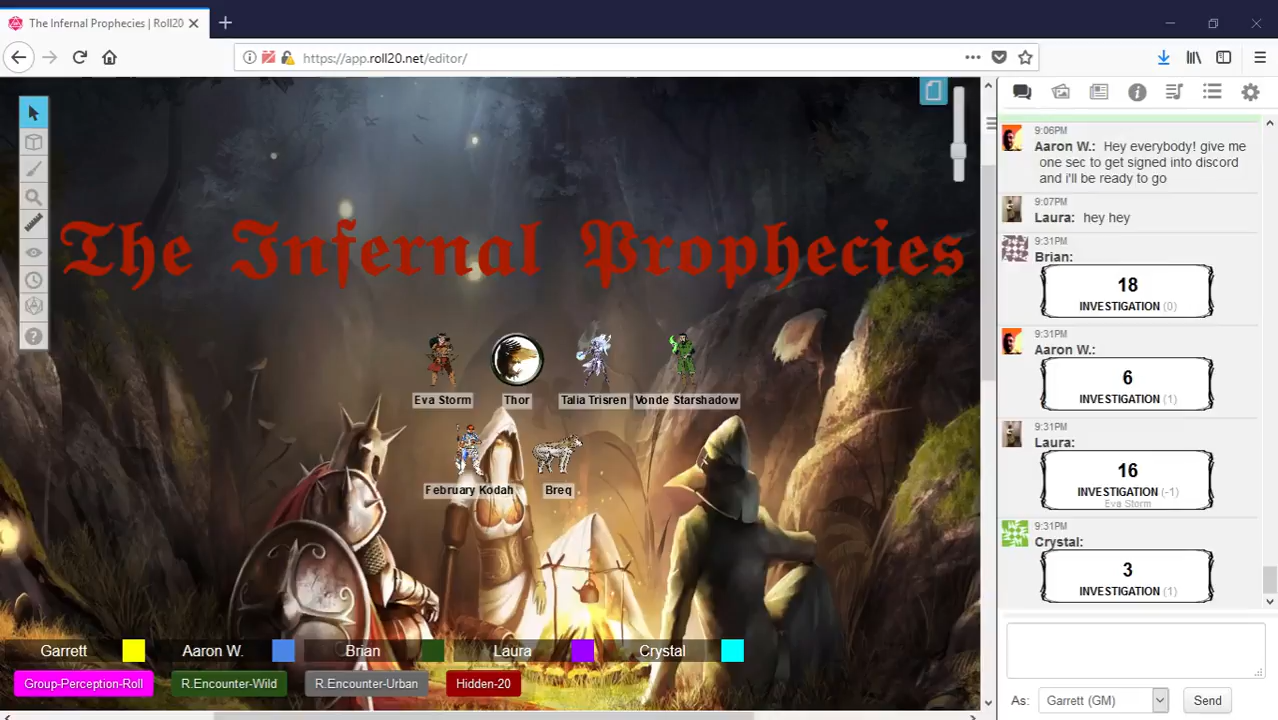 The Infernal Prophecies | Roll20
https://app.roll20.net/editor/
The Infernal Prophecies
Eva Storm
Thor
Talia Trisren
Vonde Starshadow
February Kodah
Breq
Garrett
Aaron W.
Brian
Laura
Crystal
Group-Perception-Roll
R.Encounter-Wild
R.Encounter-Urban
Hidden-20
9:06PM
Aaron W.: Hey everybody! give me
one sec to get signed into discord
and i'll be ready to go
9:07PM
Laura: hey hey
9:31PM
Brian:
18
INVESTIGATION (0)
9:31PM
Aaron W.:
6
INVESTIGATION (1)
9:31PM
Laura:
16
INVESTIGATION (-1)
Eva Storm
9:31PM
Crystal:
3
INVESTIGATION (1)
As: Garrett (GM) Send